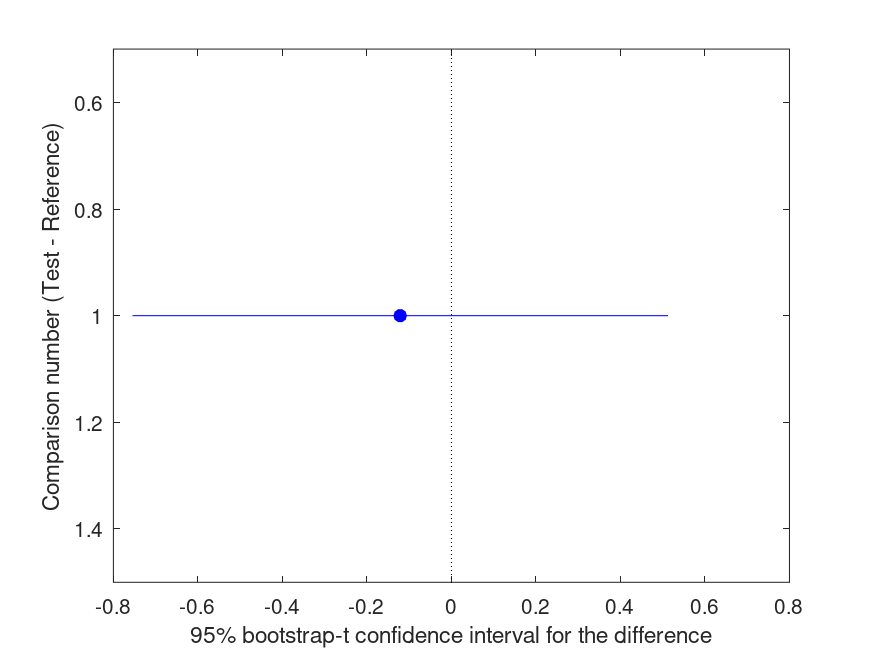 Comparison number (Test - Reference)
0.6
0.8
1
1.2
1.4
-0.8 -0.6 -0.4 -0.2 0 0.2 0.4 0.6 0.8
95% bootstrap-t confidence interval for the difference